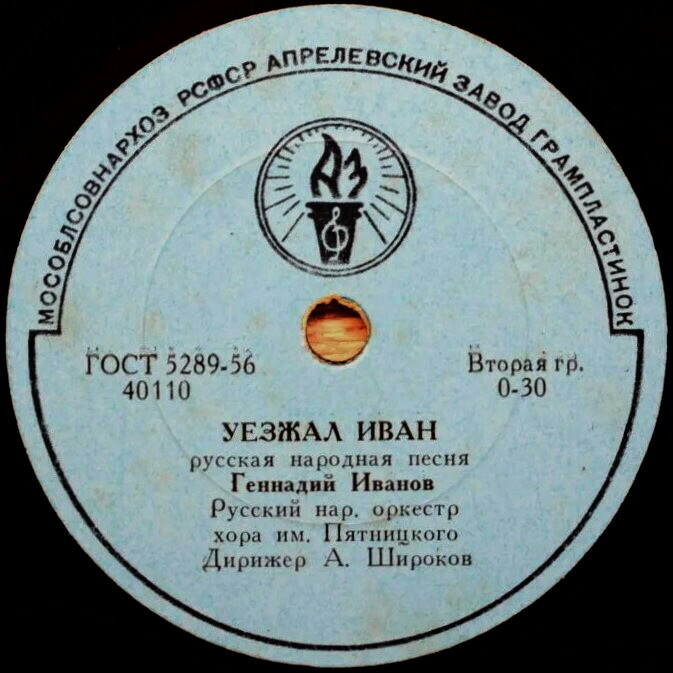 МОСОБЛСОВНАРХОЗ РСФСР АПРЕЛЕВСКИЙ ЗАВОД ГРАМПЛАСТИНОК
АЗ
ГОСТ 5289-56
40110
Вторая гр.
0-30
УЕЗЖАЛ ИВАН
русская народная песня
Геннадий Иванов
Русский нар. оркестр
хора им. Пятницкого
Дирижер А. Широков